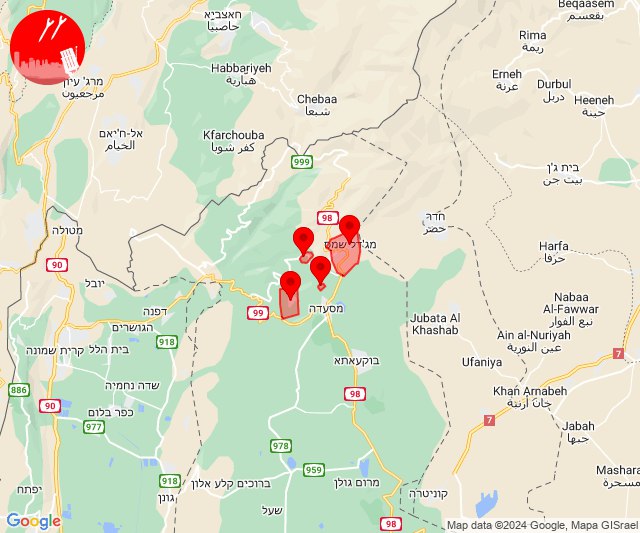 חאצביא
حاصبيا
Beqaasem
بقعسم
Rima
ريمة
מרג' עיון
مرجعيون
Habbariyeh
هبارية
Erneh
عرنة
Durbul
دربل
Heeneh
حينة
Chebaa
شبعا
אל-ח'יאם
الخيام
Kfarchouba
كفر شوبا
999
בית ג'ן
بيت جن
98
מטולה
חדר
حضر
מג'דל שמס
Harfa
حرفا
90
יובל
דפנה
99
מסעדה
Nabaa
Al-Fawwar
نبع الفوار
הגושרים
Jubata Al
Khashab
Ain al-Nuriyah
عين النورية
918
קרית שמונה
בית הלל
7
בוקעאתא
Ufaniya
886
שדה נחמיה
98
Khan Arnabeh
خان أرنبة
90
כפר בלום
977
7
Jabah
جبها
978
959
Mashara
مسحرة
918
ברוכים קלע אלון
מרום גולן
יפתח
גונן
קוניטרה
שעל
98
Google
Map data ©2024 Google, Mapa GISrael